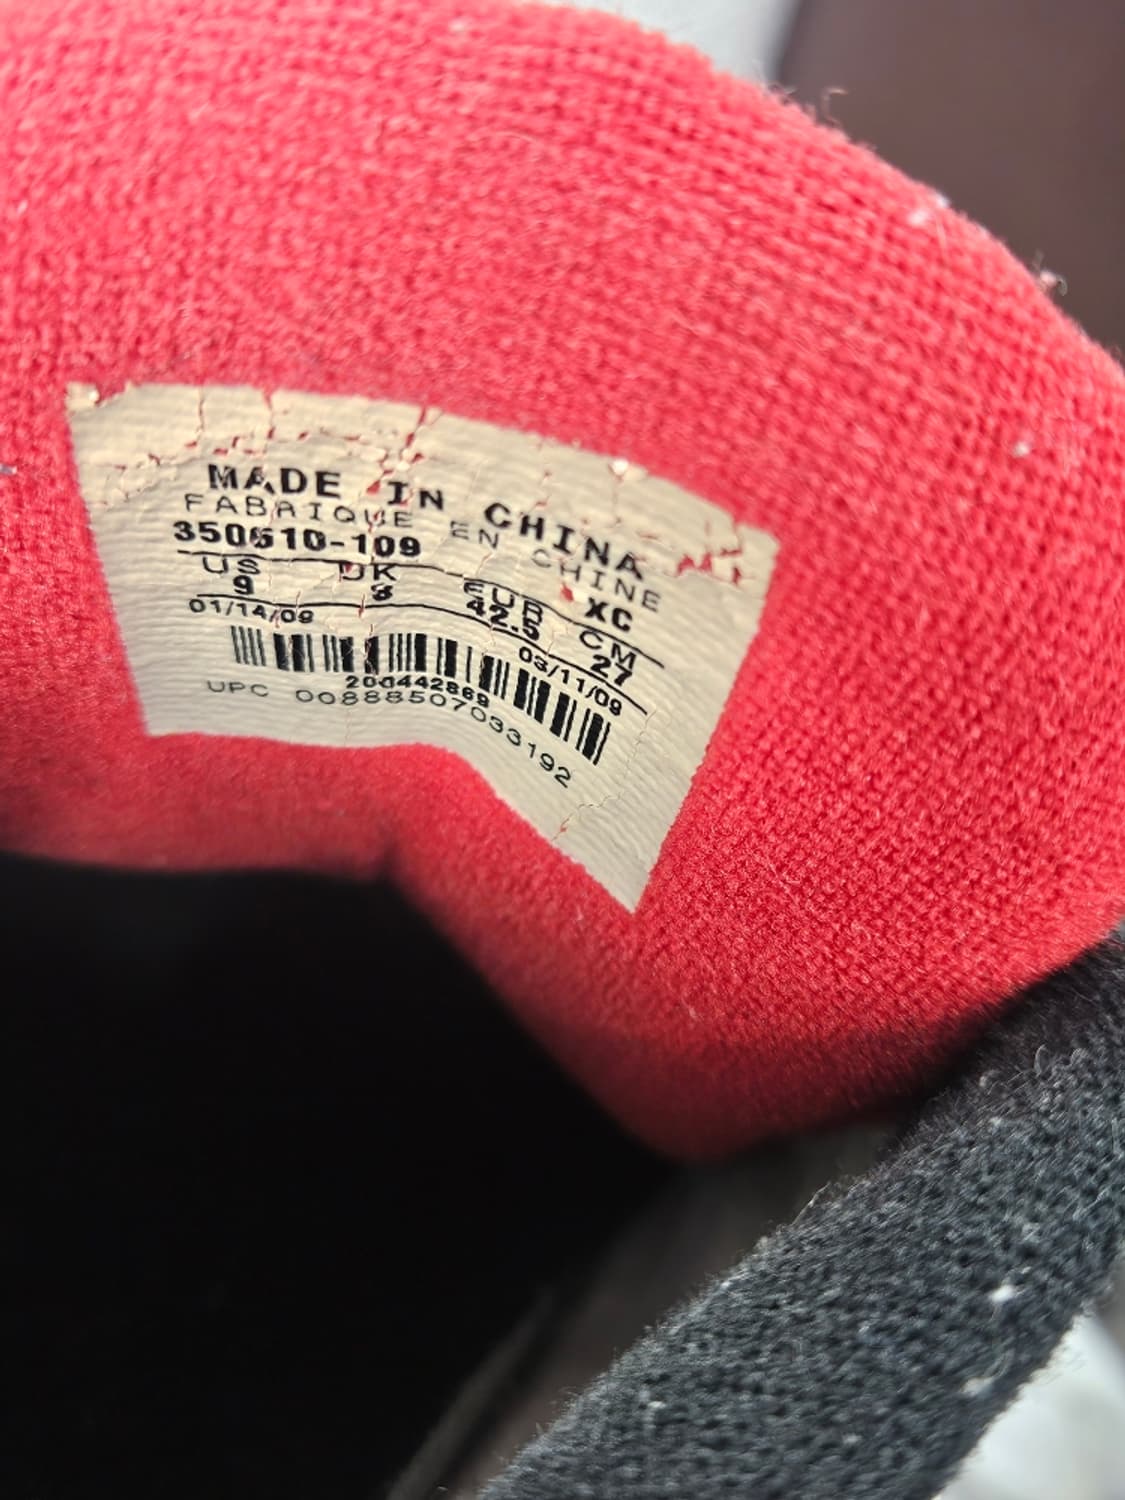 MADE IN CHINA
FABRIQUE EN CHINE
350610-109 XC
US UK EUR CM
9 8 42.5 27
01/14/09 03/11/09
200442869
UPC 00888507033192